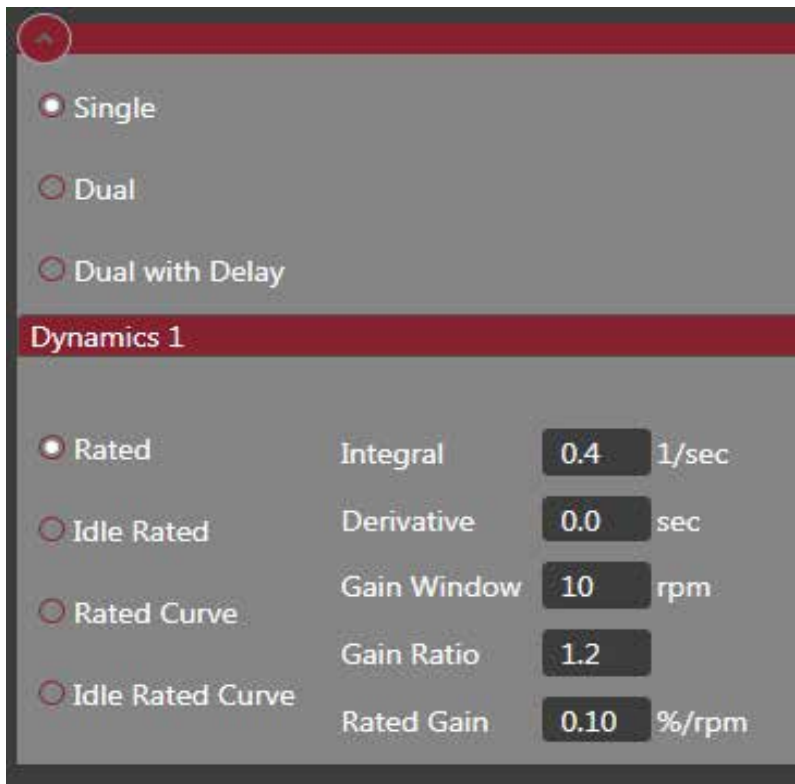 Single
Dual
Dual with Delay
Dynamics 1
Rated
Idle Rated
Rated Curve
Idle Rated Curve
Integral 0.4 1/sec
Derivative 0.0 sec
Gain Window 10 rpm
Gain Ratio 1.2
Rated Gain 0.10 %/rpm